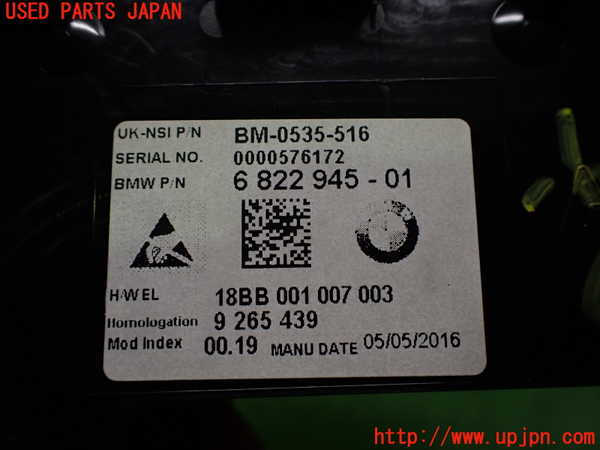 USED PARTS JAPAN
UK-NSI P/N BM-0535-516
SERIAL NO. 0000576172
BMW P/N 6 822 945 - 01
H/W EL 18BB 001 007 003
Homologation 9 265 439
Mod Index 00.19 MANU DATE 05/05/2016
UPJ
http://www.upjpn.com/